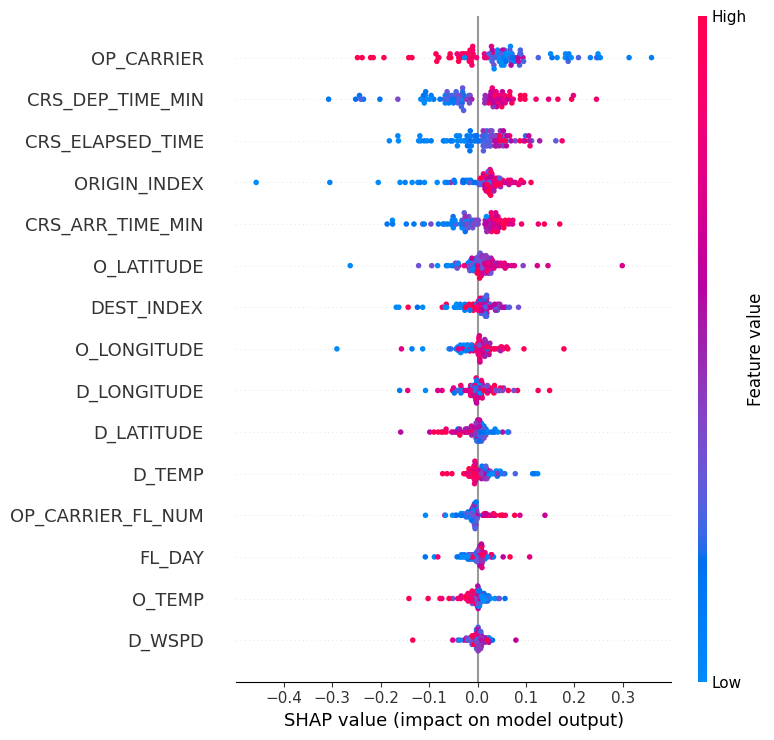 High
OP_CARRIER
CRS_DEP_TIME_MIN
CRS_ELAPSED_TIME
ORIGIN_INDEX
CRS_ARR_TIME_MIN
O_LATITUDE
DEST_INDEX
O_LONGITUDE
D_LONGITUDE
D_LATITUDE
D_TEMP
OP_CARRIER_FL_NUM
FL_DAY
O_TEMP
D_WSPD
Feature value
Low
−0.4 −0.3 −0.2 −0.1 0.0 0.1 0.2 0.3
SHAP value (impact on model output)